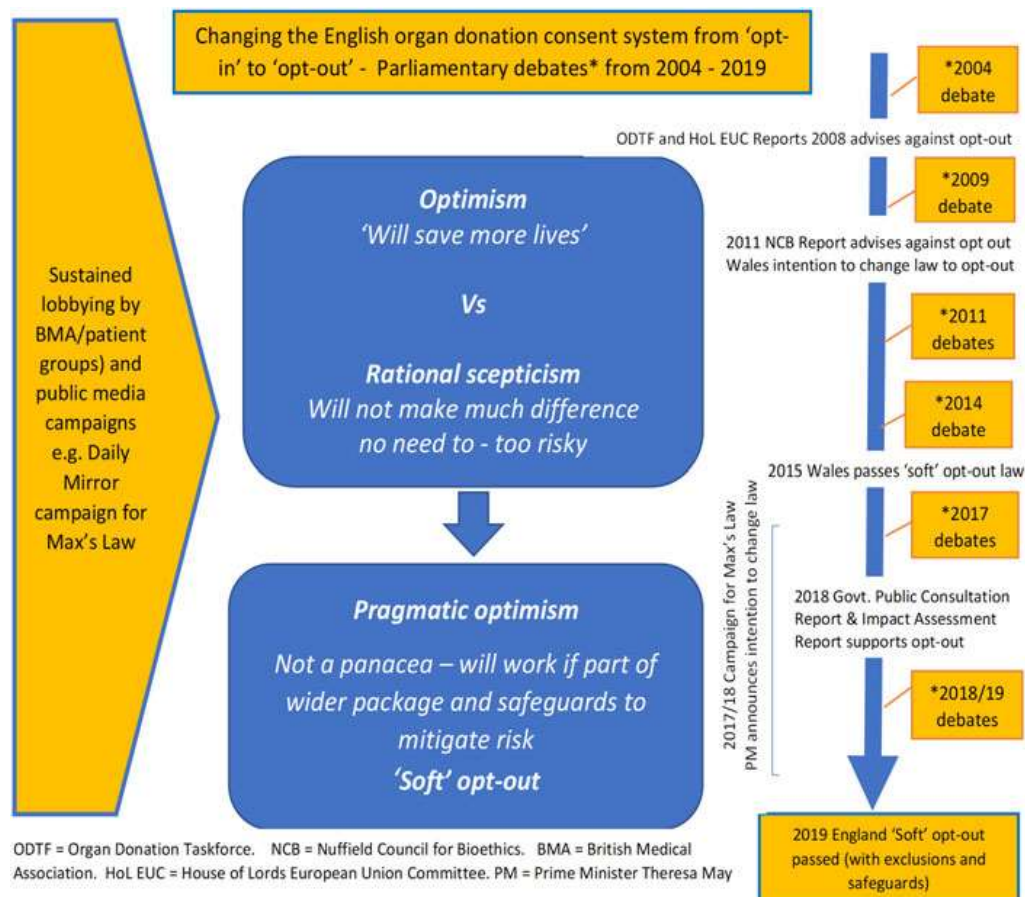 Changing the English organ donation consent system from ‘opt-
in’ to ‘opt-out’ - Parliamentary debates* from 2004 - 2019
Sustained
lobbying by
BMA/patient
groups) and
public media
campaigns
e.g. Daily
Mirror
campaign for
Max’s Law
Optimism
‘Will save more lives’
Vs
Rational scepticism
Will not make much difference
no need to - too risky
Pragmatic optimism
Not a panacea – will work if part of
wider package and safeguards to
mitigate risk
‘Soft’ opt-out
*2004
debate
ODTF and HoL EUC Reports 2008 advises against opt-out
*2009
debate
2011 NCB Report advises against opt out
Wales intention to change law to opt-out
*2011
debates
*2014
debate
2015 Wales passes ‘soft’ opt-out law
*2017
debates
2017/18 Campaign for Max’s Law
PM announces intention to change law
2018 Govt. Public Consultation
Report & Impact Assessment
Report supports opt-out
*2018/19
debates
2019 England ‘Soft’ opt-out
passed (with exclusions and
safeguards)
ODTF = Organ Donation Taskforce. NCB = Nuffield Council for Bioethics. BMA = British Medical
Association. HoL EUC = House of Lords European Union Committee. PM = Prime Minister Theresa May